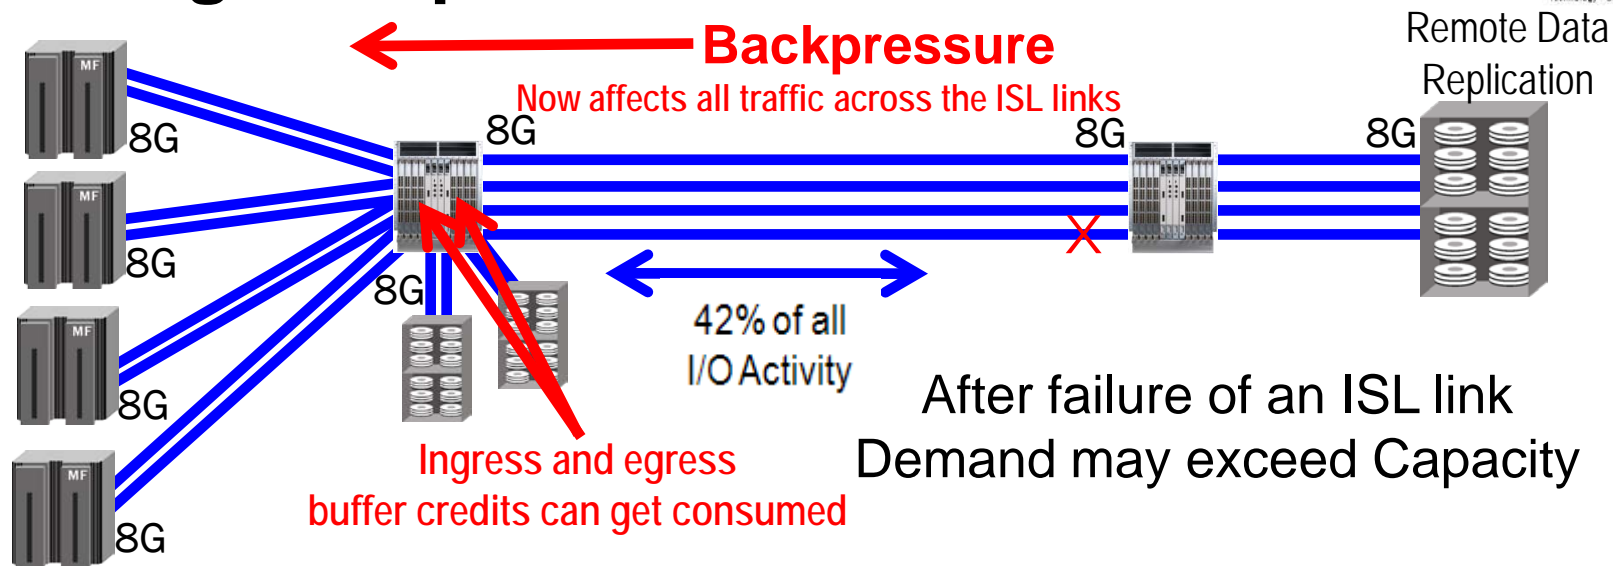 Backpressure
Now affects all traffic across the ISL links
Remote Data
Replication
MF
8G
8G
8G
8G
MF
8G
8G
MF
8G
MF
8G
42% of all
I/O Activity
After failure of an ISL link
Demand may exceed Capacity
Ingress and egress
buffer credits can get consumed
X